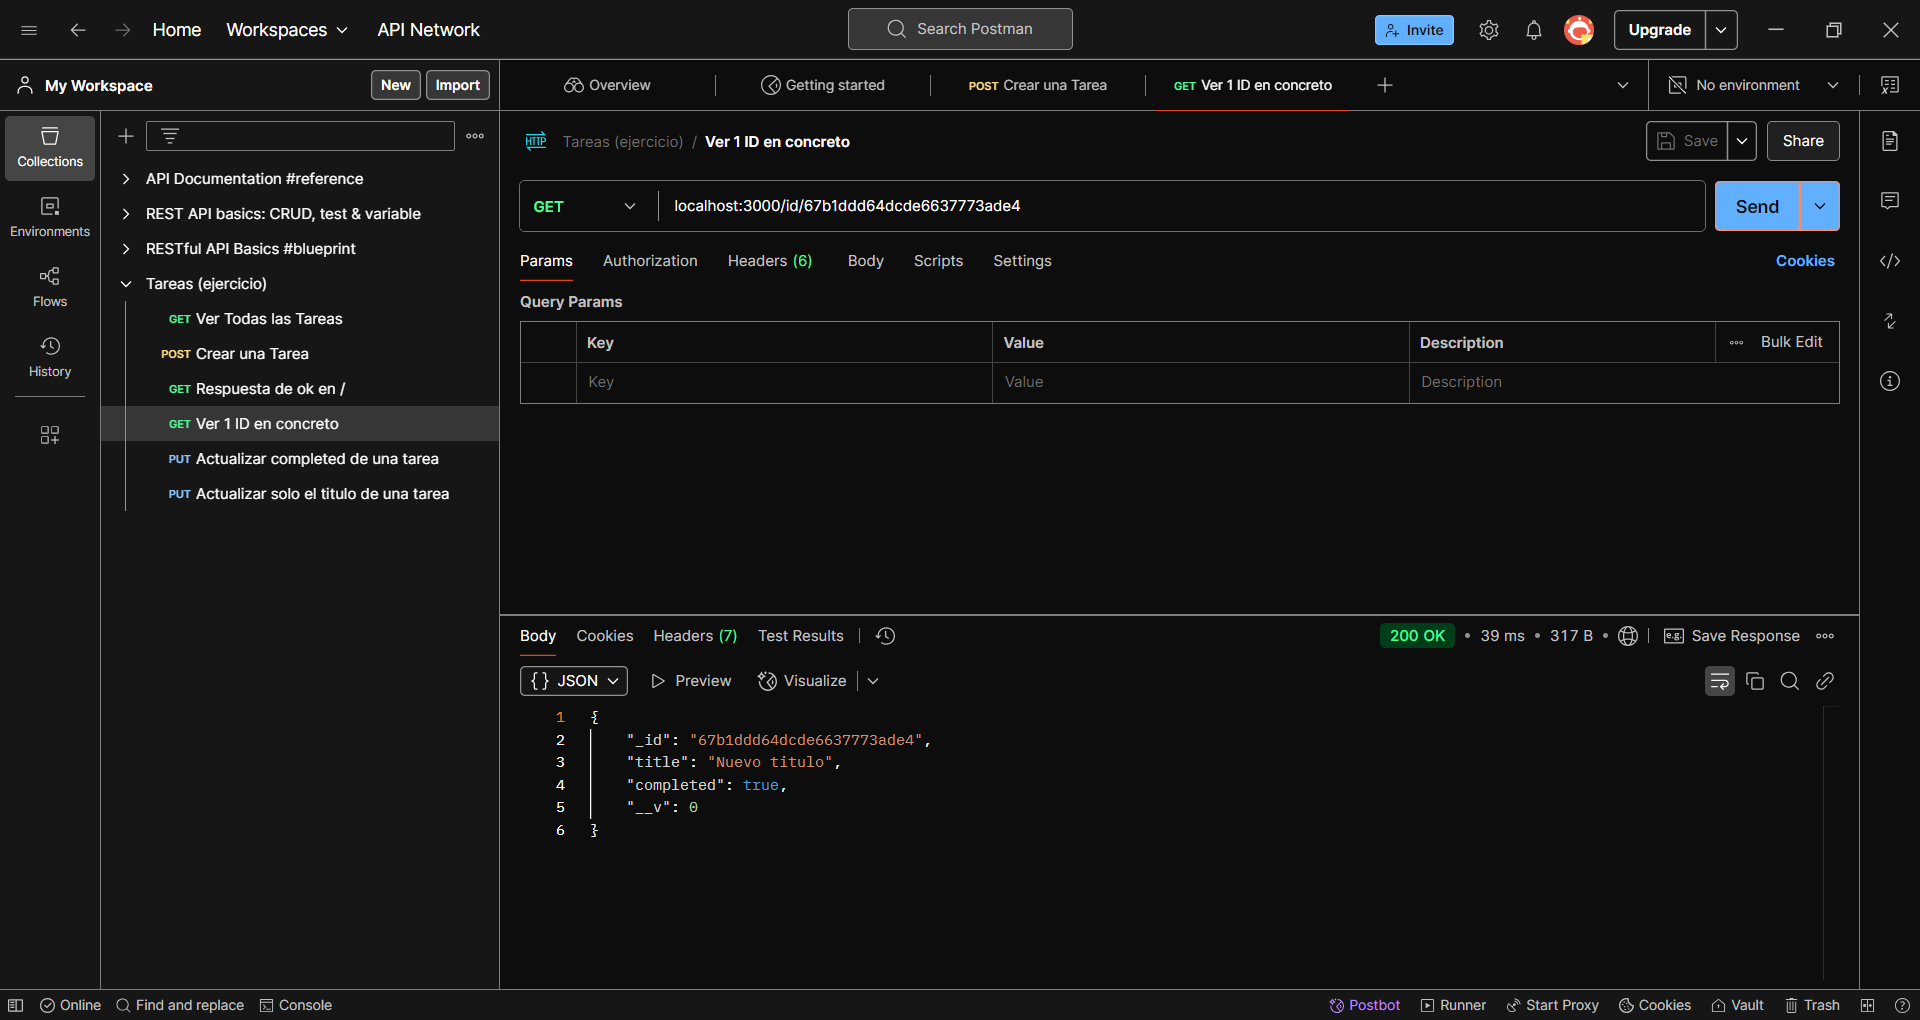 Home Workspaces API Network Search Postman Invite Upgrade
My Workspace New Import Overview Getting started POST Crear una Tarea GET Ver 1 ID en concreto No environment
Collections
Environments
Flows
History
API Documentation #reference
REST API basics: CRUD, test & variable
RESTful API Basics #blueprint
Tareas (ejercicio)
GET Ver Todas las Tareas
POST Crear una Tarea
GET Respuesta de ok en /
GET Ver 1 ID en concreto
PUT Actualizar completed de una tarea
PUT Actualizar solo el titulo de una tarea
HTTP Tareas (ejercicio) / Ver 1 ID en concreto Save Share
GET localhost:3000/id/67b1ddd64dcde6637773ade4 Send
Params Authorization Headers (6) Body Scripts Settings Cookies
Query Params
Key Value Description Bulk Edit
Key Value Description
Body Cookies Headers (7) Test Results 200 OK • 39 ms • 317 B • e.g. Save Response
{} JSON Preview Visualize
1 {
2 "_id": "67b1ddd64dcde6637773ade4",
3 "title": "Nuevo titulo",
4 "completed": true,
5 "__v": 0
6 }
Online Find and replace Console Postbot Runner Start Proxy Cookies Vault Trash